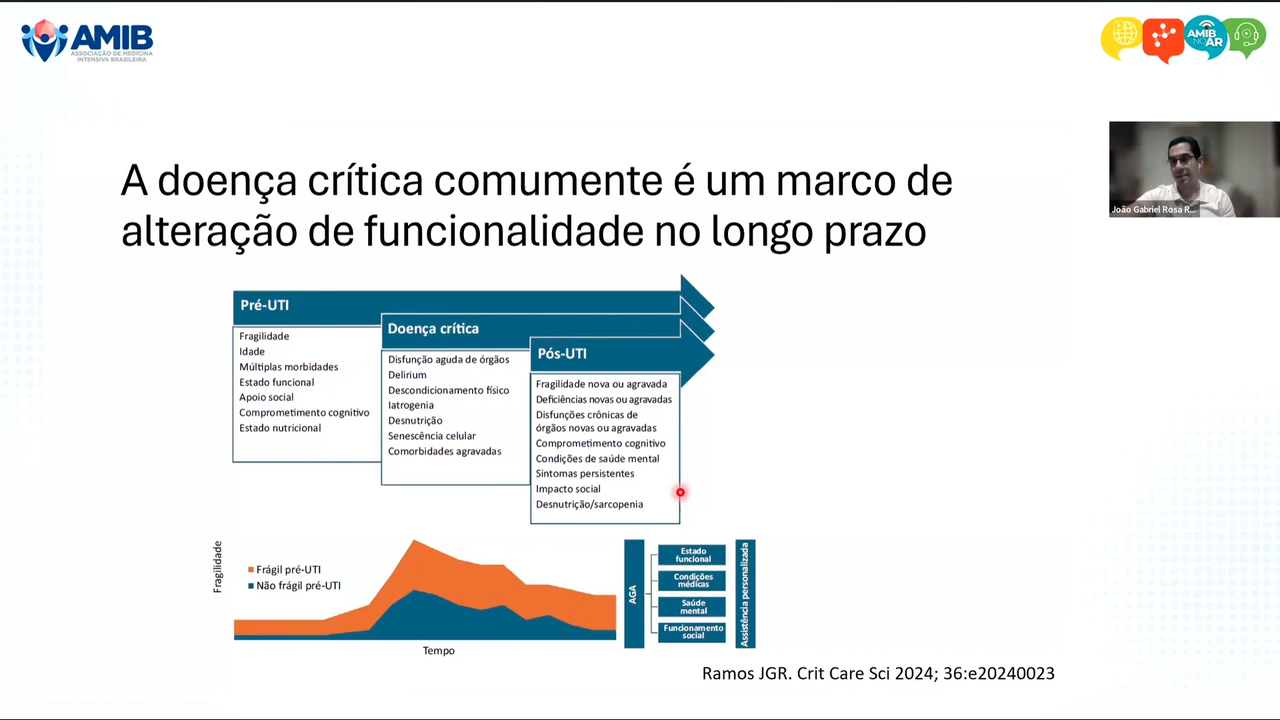 AMIB
ASSOCIAÇÃO DE MEDICINA
INTENSIVA BRASILEIRA
AMIB
NO AR
João Gabriel Rosa R...
A doença crítica comumente é um marco de
alteração de funcionalidade no longo prazo
Pré-UTI
Fragilidade
Idade
Múltiplas morbidades
Estado funcional
Apoio social
Comprometimento cognitivo
Estado nutricional
Doença crítica
Disfunção aguda de órgãos
Delirium
Descondicionamento físico
Iatrogenia
Desnutrição
Senescência celular
Comorbidades agravadas
Pós-UTI
Fragilidade nova ou agravada
Deficiências novas ou agravadas
Disfunções crônicas de
órgãos novas ou agravadas
Comprometimento cognitivo
Condições de saúde mental
Sintomas persistentes
Impacto social
Desnutrição/sarcopenia
Fragilidade
Frágil pré-UTI
Não frágil pré-UTI
Tempo
AGA
Estado
funcional
Condições
médicas
Saúde
mental
Funcionamento
social
Assistência personalizada
Ramos JGR. Crit Care Sci 2024; 36:e20240023